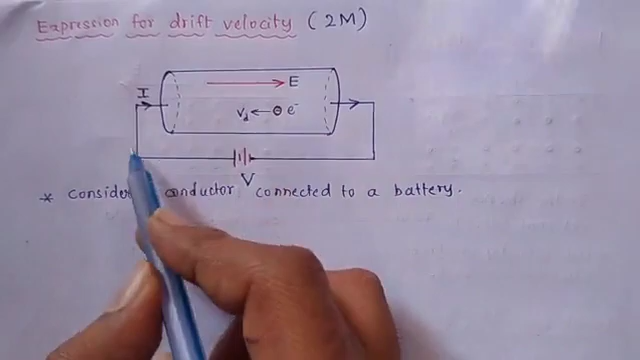 Expression for drift velocity (2M)
I
E
Vd ← ⊖ e⁻
V
* Consider conductor connected to a battery.